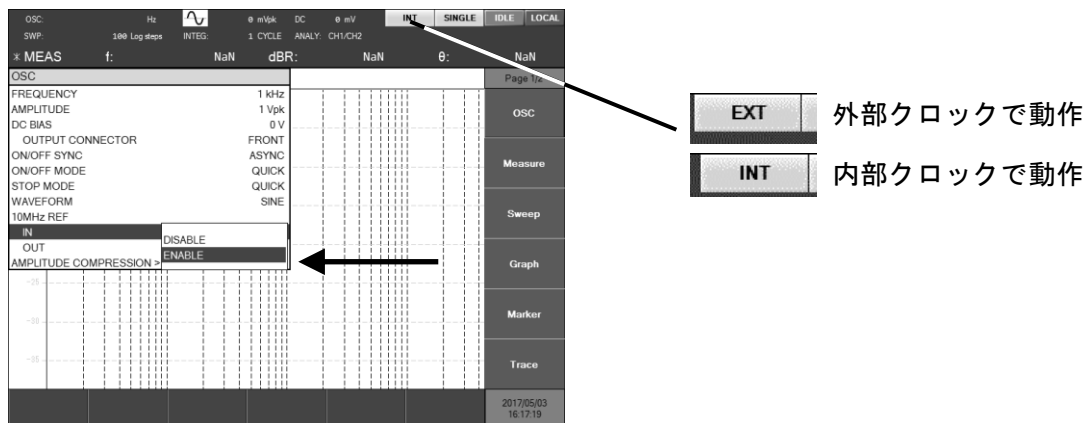 OSC: Hz 0 mVpk DC 0 mV INT SINGLE IDLE LOCAL
SWP: 100 Log steps INTEG: 1 CYCLE ANALY: CH1/CH2
* MEAS f: NaN dBR: NaN θ: NaN
OSC
FREQUENCY 1 kHz
AMPLITUDE 1 Vpk
DC BIAS 0 V
OUTPUT CONNECTOR FRONT
ON/OFF SYNC ASYNC
ON/OFF MODE QUICK
STOP MODE QUICK
WAVEFORM SINE
10MHz REF
IN
DISABLE
OUT
ENABLE
AMPLITUDE COMPRESSION >
-25
-30
-35
Page 1/2
OSC
Measure
Sweep
Graph
Marker
Trace
2017/05/03
16:17:19
EXT 外部クロックで動作
INT 内部クロックで動作